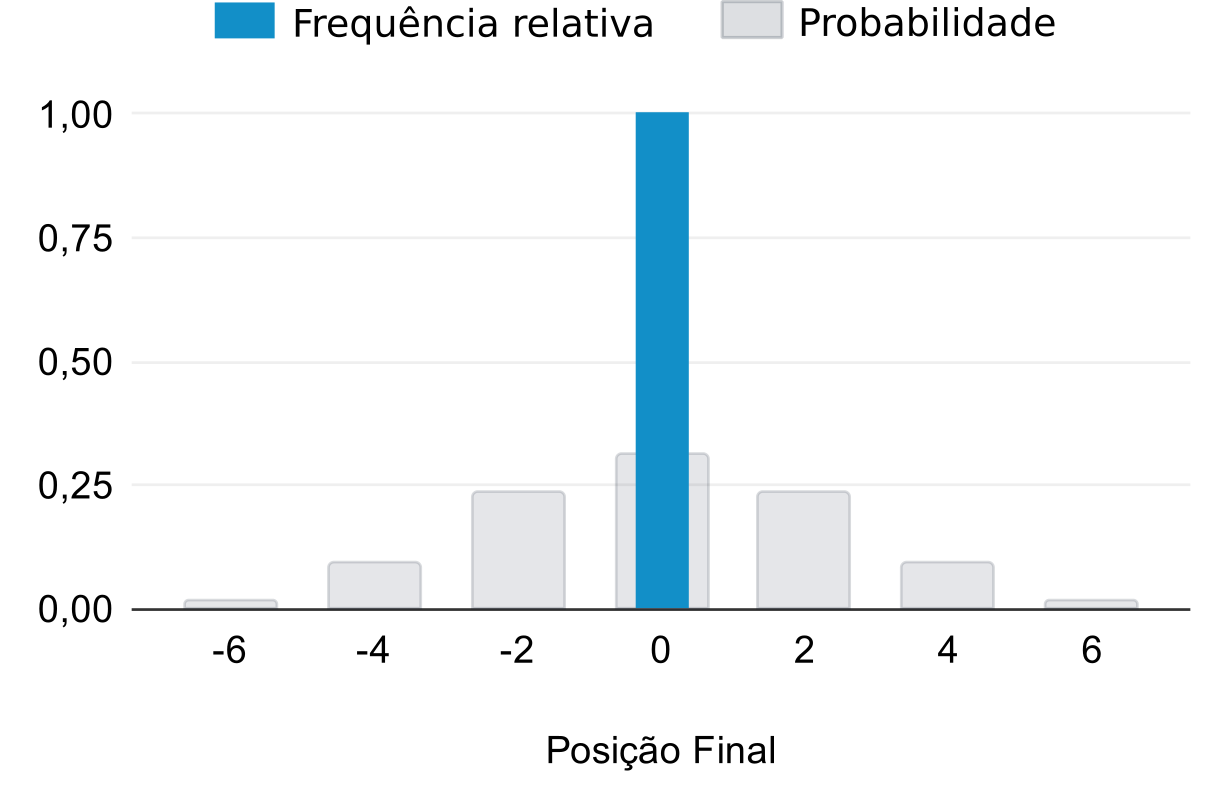 Frequência relativa Probabilidade
1,00
0,75
0,50
0,25
0,00
-6 -4 -2 0 2 4 6
Posição Final